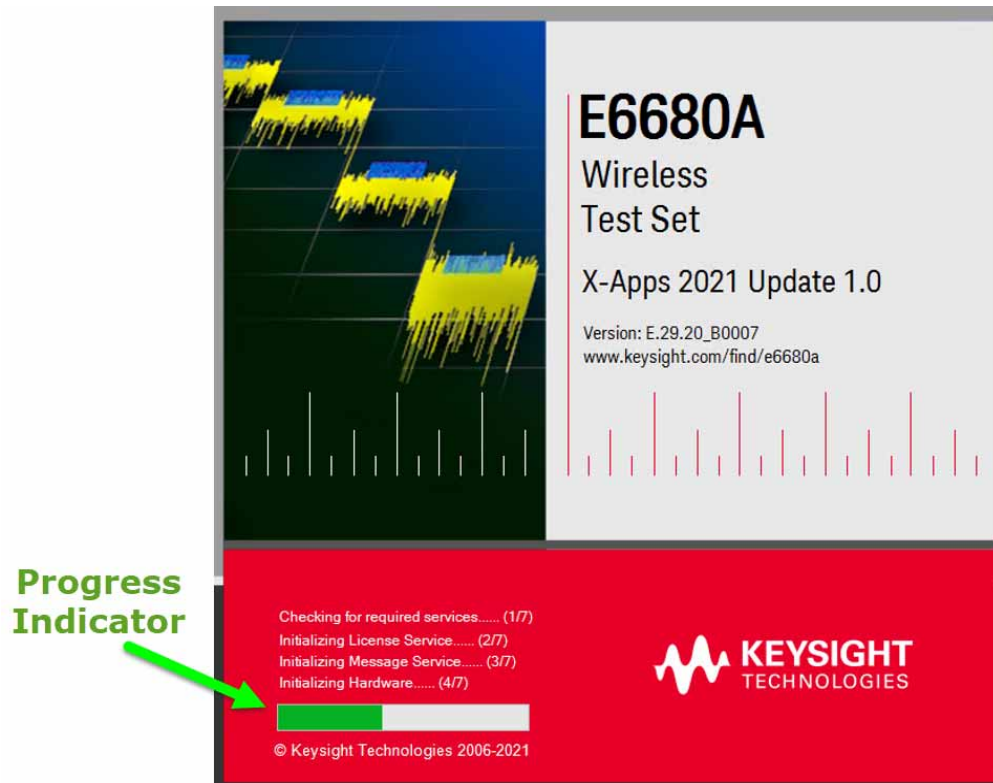 E6680A
Wireless
Test Set
X-Apps 2021 Update 1.0
Version: E.29.20_B0007
www.keysight.com/find/e6680a
Progress
Indicator
Checking for required services...... (1/7)
Initializing License Service...... (2/7)
Initializing Message Service...... (3/7)
Initializing Hardware...... (4/7)
© Keysight Technologies 2006-2021
KEYSIGHT
TECHNOLOGIES